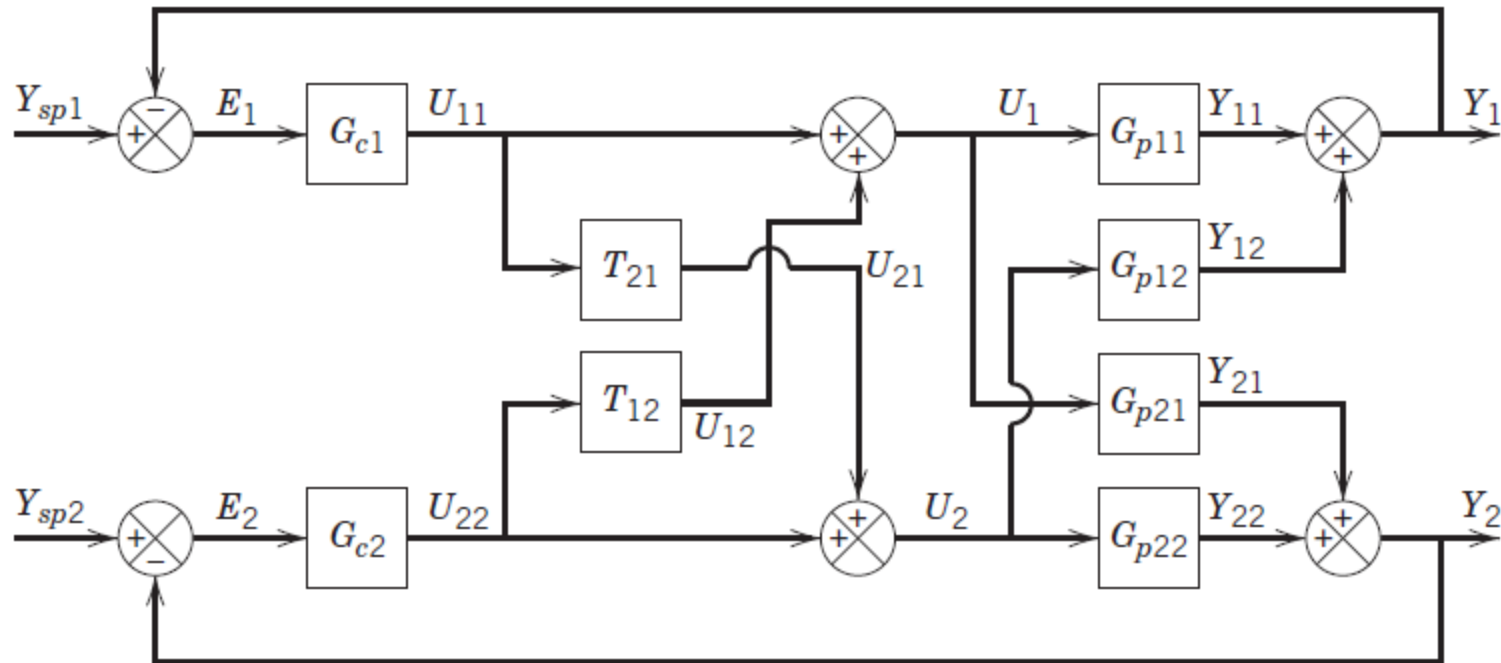 Y_sp1 + − E_1 G_c1 U_11 + + U_1 G_p11 Y_11 + + Y_1
T_21 U_21 G_p12 Y_12
T_12 U_12 G_p21 Y_21
Y_sp2 + − E_2 G_c2 U_22 + + U_2 G_p22 Y_22 + + Y_2